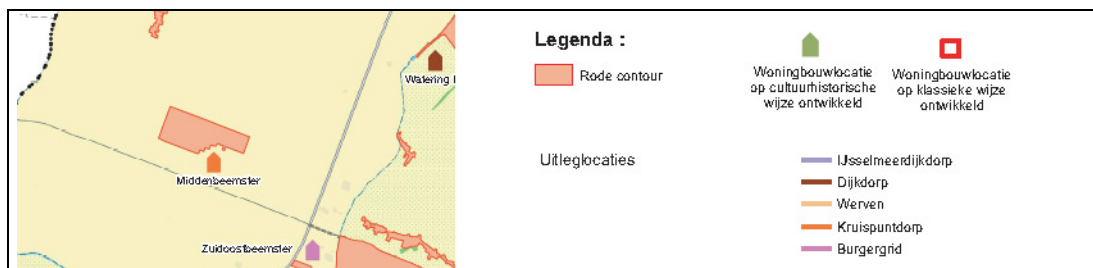 Watering
Middenbeemster
Zuidoostbeemster
Legenda :
Rode contour
Woningbouwlocatie
op cultuurhistorische
wijze ontwikkeld
Woningbouwlocatie
op klassieke wijze
ontwikkeld
Uitleglocaties
IJsselmeerdijkdorp
Dijkdorp
Werven
Kruispuntdorp
Burgergrid